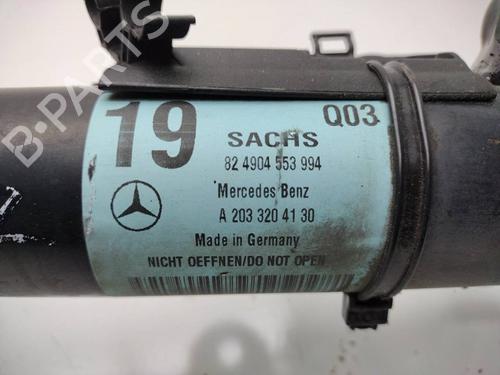 B-PARTS
19
Q03
SACHS
82 4904 553 994
Mercedes Benz
A 203 320 41 30
Made in Germany
NICHT OEFFNEN/DO NOT OPEN